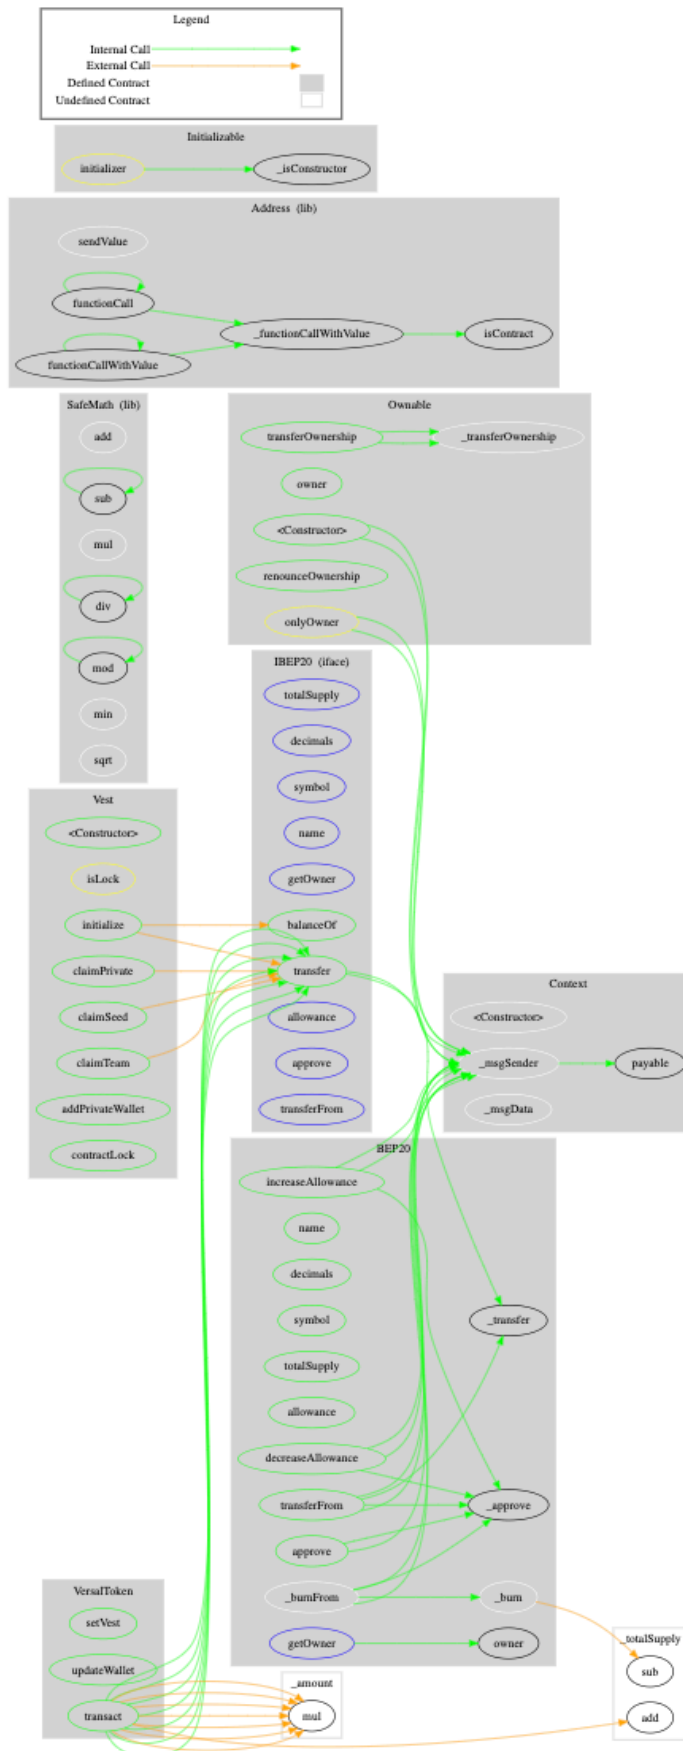 Legend
Internal Call
External Call
Defined Contract
Undefined Contract
Initializable
initializer
_isConstructor
Address (lib)
sendValue
functionCall
_functionCallWithValue
isContract
functionCallWithValue
SafeMath (lib)
add
sub
mul
div
mod
min
sqrt
Ownable
transferOwnership
_transferOwnership
owner
<Constructor>
renounceOwnership
onlyOwner
IBEP20 (iface)
totalSupply
decimals
symbol
name
getOwner
balanceOf
transfer
allowance
approve
transferFrom
Vest
<Constructor>
isLock
initialize
claimPrivate
claimSeed
claimTeam
addPrivateWallet
contractLock
Context
<Constructor>
_msgSender
payable
_msgData
BEP20
increaseAllowance
name
decimals
symbol
totalSupply
allowance
decreaseAllowance
transferFrom
approve
_burnFrom
getOwner
_transfer
_approve
_burn
owner
VersalToken
setVest
updateWallet
transact
_amount
mul
_totalSupply
sub
add